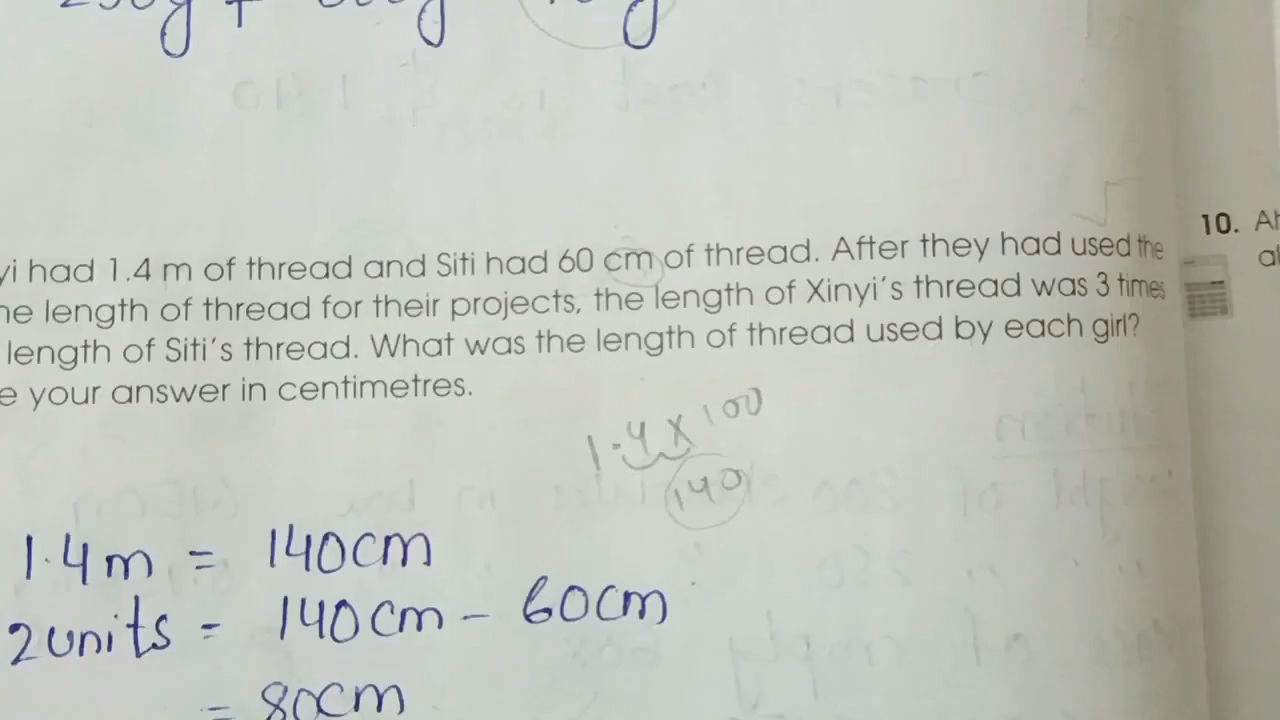 yi had 1.4 m of thread and Siti had 60 cm of thread. After they had used the
he length of thread for their projects, the length of Xinyi's thread was 3 times
length of Siti's thread. What was the length of thread used by each girl?
e your answer in centimetres.
10.
1.4 x 100
140
1.4 m = 140cm
2 units = 140cm - 60cm
= 80cm